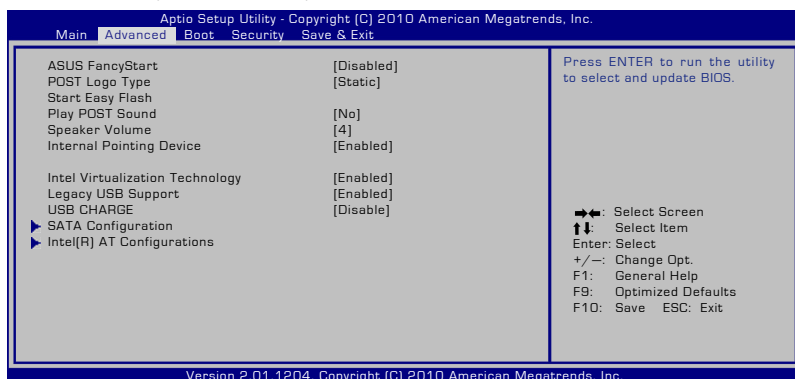 Aptio Setup Utility - Copyright (C) 2010 American Megatrends, Inc.
Main Advanced Boot Security Save & Exit
ASUS FancyStart [Disabled]
POST Logo Type [Static]
Start Easy Flash
Play POST Sound [No]
Speaker Volume [4]
Internal Pointing Device [Enabled]
Intel Virtualization Technology [Enabled]
Legacy USB Support [Enabled]
USB CHARGE [Disable]
SATA Configuration
Intel(R) AT Configurations
Press ENTER to run the utility
to select and update BIOS.
→←: Select Screen
↑↓: Select Item
Enter: Select
+/—: Change Opt.
F1: General Help
F9: Optimized Defaults
F10: Save ESC: Exit
Version 2.01.1204. Copyright (C) 2010 American Megatrends, Inc.